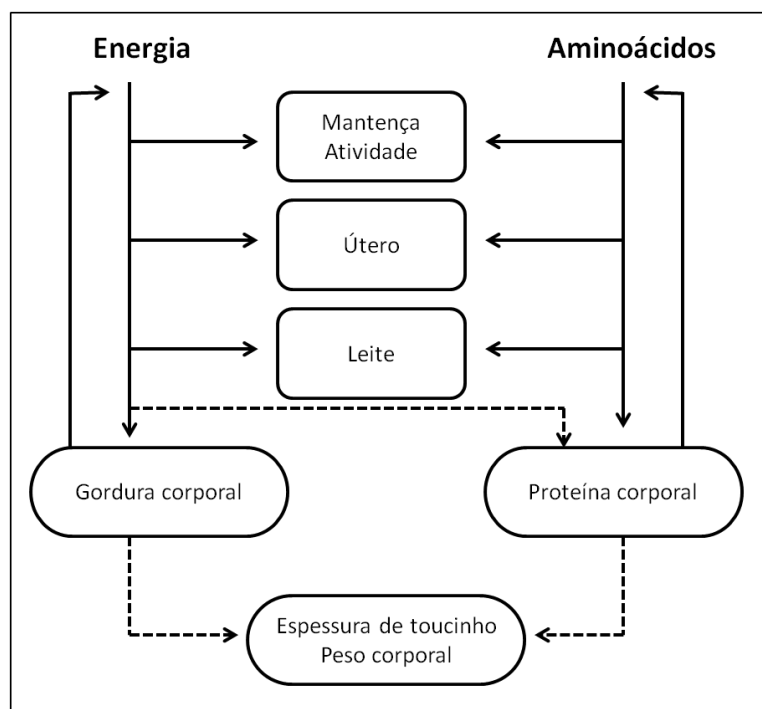 Energia
Aminoácidos
Mantença
Atividade
Útero
Leite
Gordura corporal
Proteína corporal
Espessura de toucinho
Peso corporal